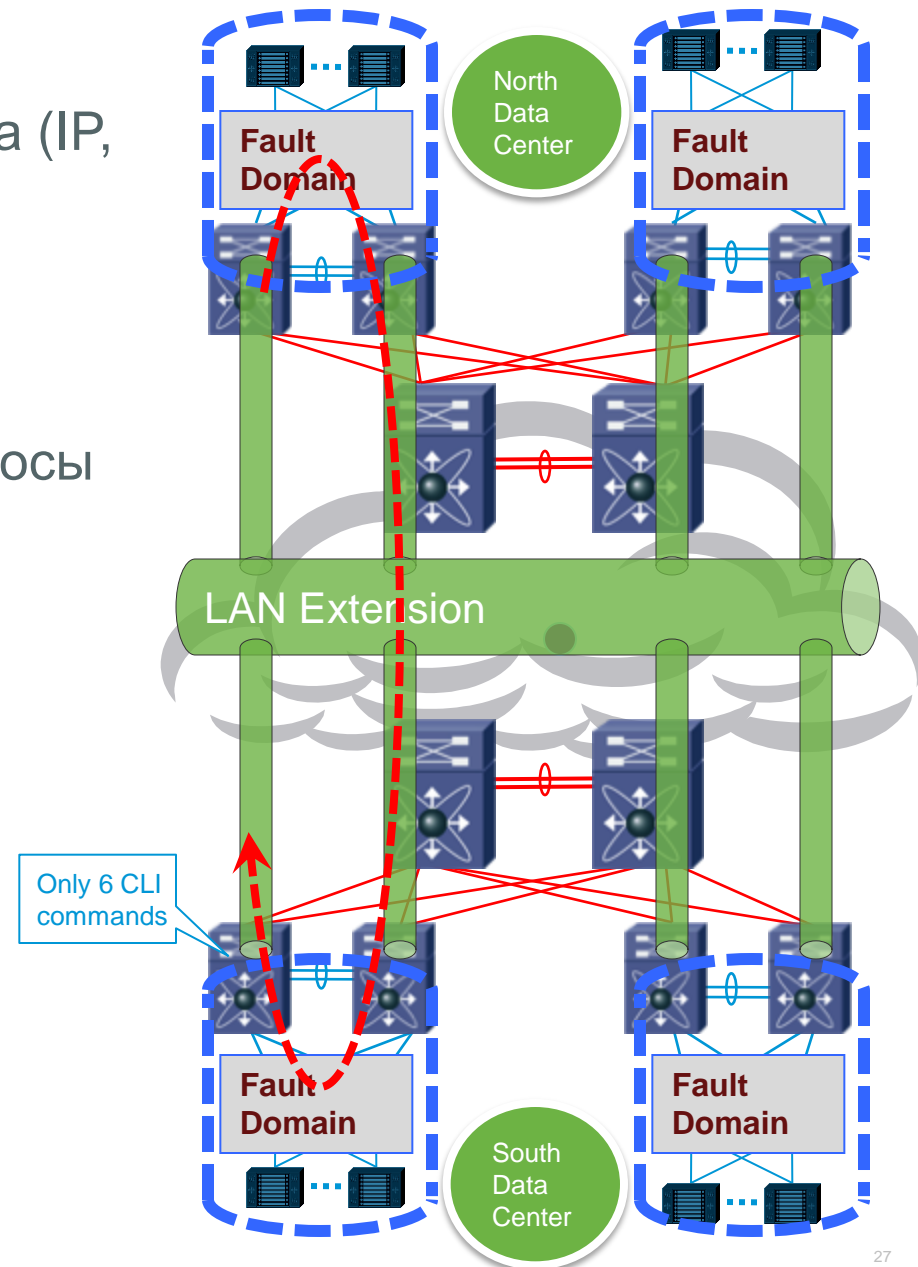 а (IP,
осы
North
Data
Center
Fault
Domain
Fault
Domain
LAN Extension
Only 6 CLI
commands
Fault
Domain
Fault
Domain
South
Data
Center
27